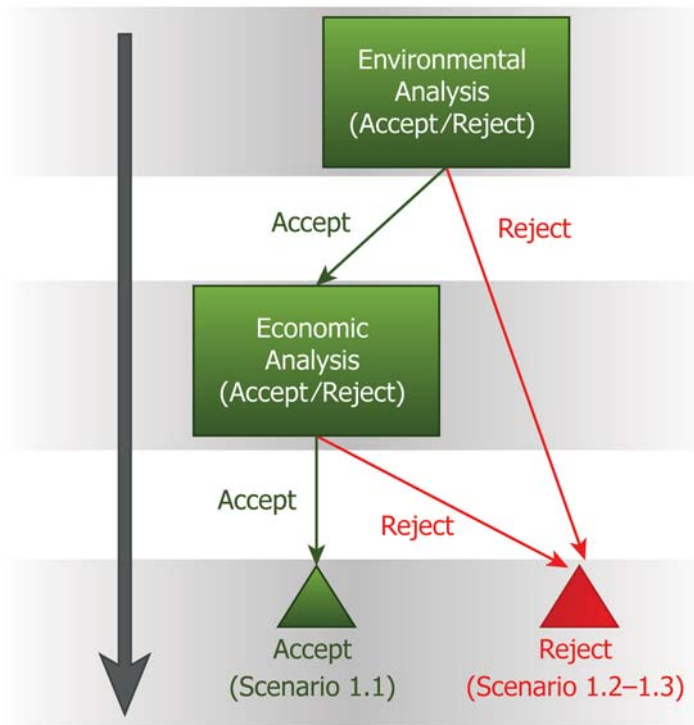 Environmental
Analysis
(Accept/Reject)
Accept
Reject
Economic
Analysis
(Accept/Reject)
Accept
Reject
Accept
(Scenario 1.1)
Reject
(Scenario 1.2–1.3)